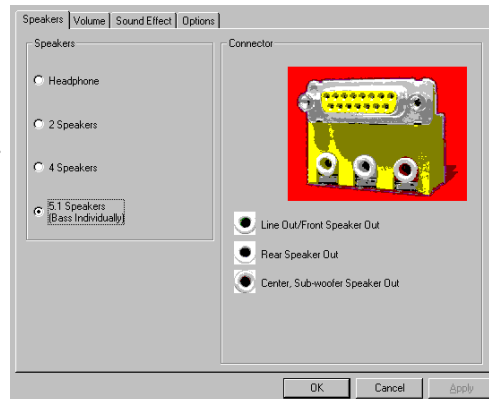 Speakers Volume Sound Effect Options
Speakers
Headphone
2 Speakers
4 Speakers
5.1 Speakers
(Bass Individually)
Connector
Line Out/Front Speaker Out
Rear Speaker Out
Center, Sub-woofer Speaker Out
OK Cancel Apply